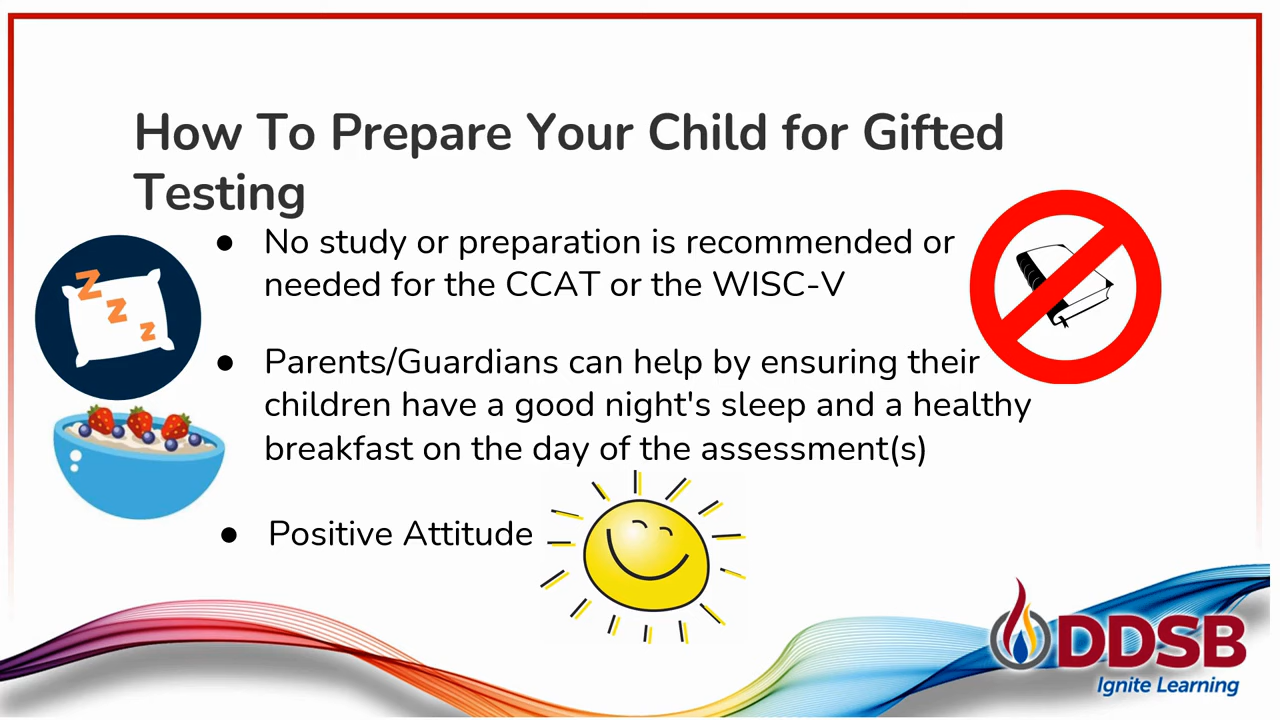 How To Prepare Your Child for Gifted
Testing
● No study or preparation is recommended or
needed for the CCAT or the WISC-V
● Parents/Guardians can help by ensuring their
children have a good night's sleep and a healthy
breakfast on the day of the assessment(s)
● Positive Attitude
Z
Z
Z
DDSB
Ignite Learning